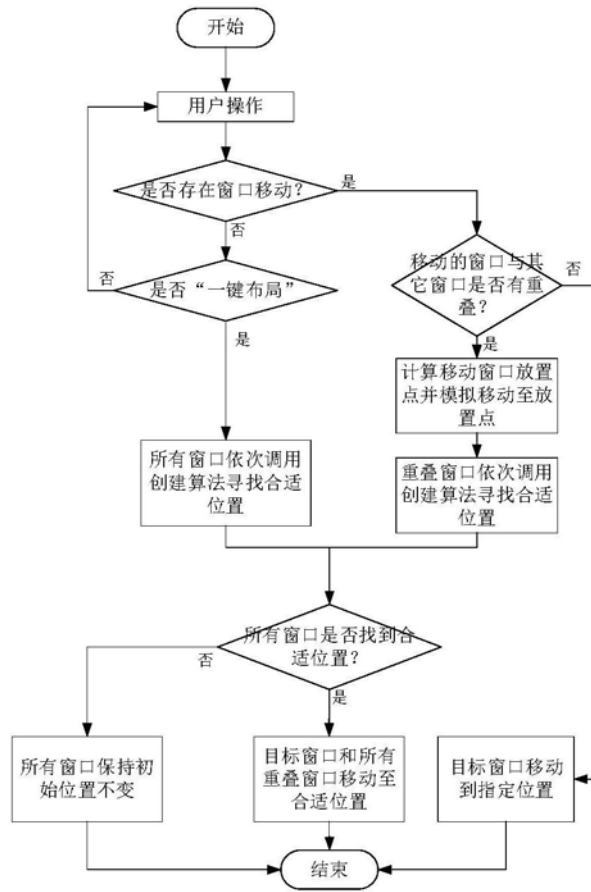 开始
用户操作
是否存在窗口移动？
是
否
移动的窗口与其
它窗口是否有重
叠？
否
否
是否“一键布局”
是
是
计算移动窗口放置
点并模拟移动至放
置点
所有窗口依次调用
创建算法寻找合适
位置
重叠窗口依次调用
创建算法寻找合适
位置
所有窗口是否找到合
适位置？
否
是
所有窗口保持初
始位置不变
目标窗口和所有
重叠窗口移动至
合适位置
目标窗口移动
到指定位置
结束